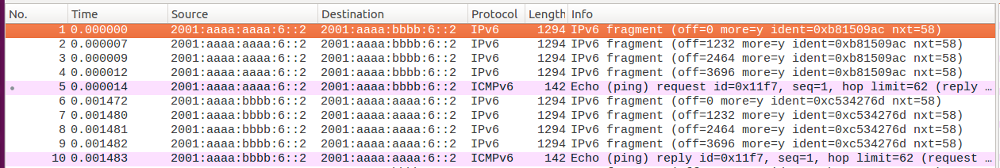 No. Time Source Destination Protocol Length Info
1 0.000000 2001:aaaa:aaaa:6::2 2001:aaaa:bbbb:6::2 IPv6 1294 IPv6 fragment (off=0 more=y ident=0xb81509ac nxt=58)
2 0.000007 2001:aaaa:aaaa:6::2 2001:aaaa:bbbb:6::2 IPv6 1294 IPv6 fragment (off=1232 more=y ident=0xb81509ac nxt=58)
3 0.000009 2001:aaaa:aaaa:6::2 2001:aaaa:bbbb:6::2 IPv6 1294 IPv6 fragment (off=2464 more=y ident=0xb81509ac nxt=58)
4 0.000012 2001:aaaa:aaaa:6::2 2001:aaaa:bbbb:6::2 IPv6 1294 IPv6 fragment (off=3696 more=y ident=0xb81509ac nxt=58)
5 0.000014 2001:aaaa:aaaa:6::2 2001:aaaa:bbbb:6::2 ICMPv6 142 Echo (ping) request id=0x11f7, seq=1, hop limit=62 (reply …
6 0.001472 2001:aaaa:bbbb:6::2 2001:aaaa:aaaa:6::2 IPv6 1294 IPv6 fragment (off=0 more=y ident=0xc534276d nxt=58)
7 0.001480 2001:aaaa:bbbb:6::2 2001:aaaa:aaaa:6::2 IPv6 1294 IPv6 fragment (off=1232 more=y ident=0xc534276d nxt=58)
8 0.001481 2001:aaaa:bbbb:6::2 2001:aaaa:aaaa:6::2 IPv6 1294 IPv6 fragment (off=2464 more=y ident=0xc534276d nxt=58)
9 0.001482 2001:aaaa:bbbb:6::2 2001:aaaa:aaaa:6::2 IPv6 1294 IPv6 fragment (off=3696 more=y ident=0xc534276d nxt=58)
10 0.001483 2001:aaaa:bbbb:6::2 2001:aaaa:aaaa:6::2 ICMPv6 142 Echo (ping) reply id=0x11f7, seq=1, hop limit=62 (request …